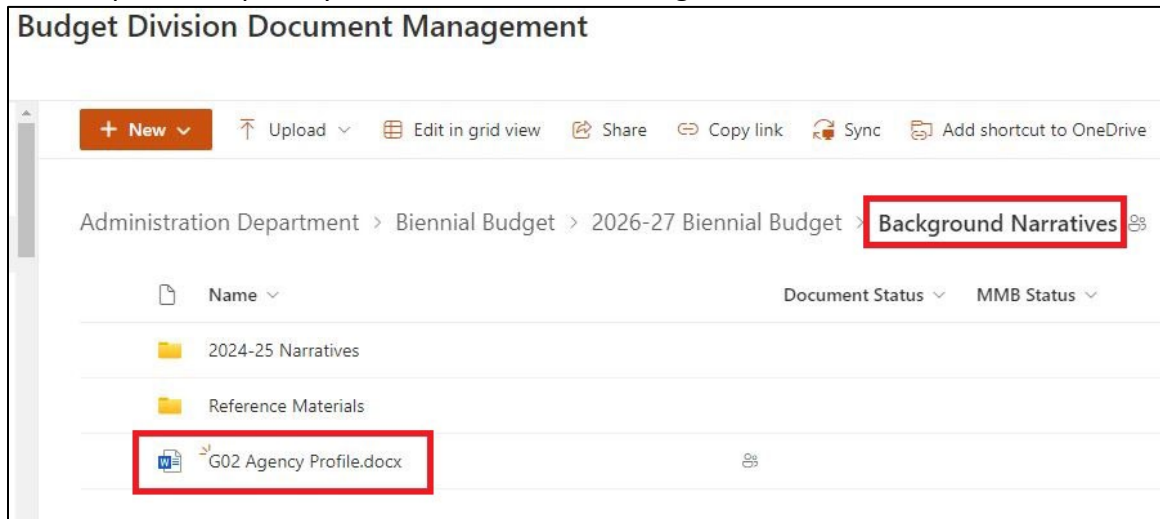 Budget Division Document Management
+ New Upload Edit in grid view Share Copy link Sync Add shortcut to OneDrive
Administration Department > Biennial Budget > 2026-27 Biennial Budget > Background Narratives
Name Document Status MMB Status
2024-25 Narratives
Reference Materials
G02 Agency Profile.docx